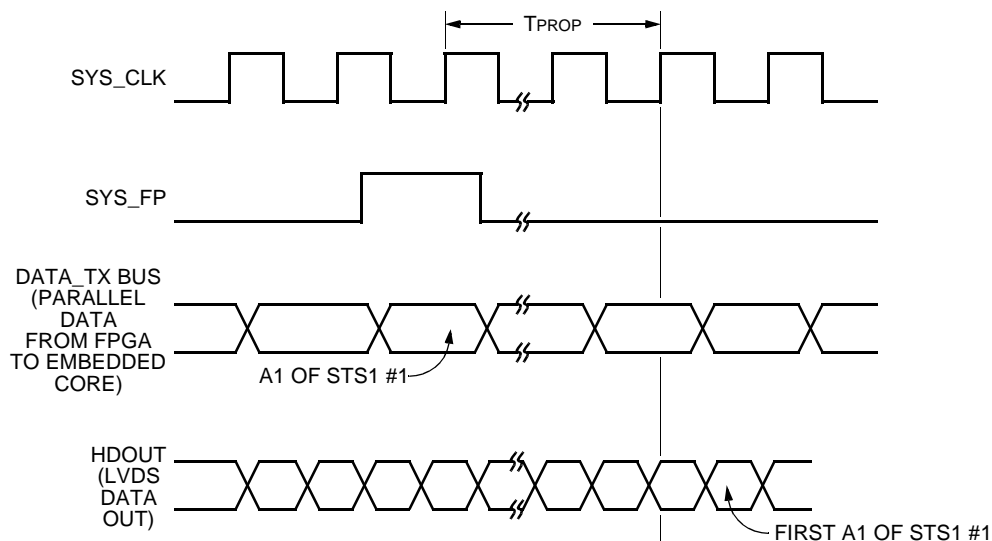 TPROP
SYS_CLK
SYS_FP
DATA_TX BUS
(PARALLEL
DATA
FROM FPGA
TO EMBEDDED
CORE)
A1 OF STS1 #1
HDOUT
(LVDS
DATA
OUT)
FIRST A1 OF STS1 #1